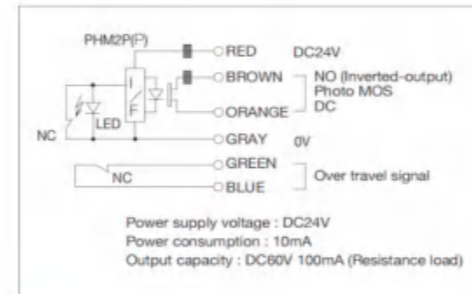 PHM2P(P)
RED DC24V
BROWN NO (Inverted-output)
Photo MOS
ORANGE DC
I
F
LED
NC
GRAY 0V
GREEN
NC Over travel signal
BLUE
Power supply voltage : DC24V
Power consumption : 10mA
Output capacity : DC60V 100mA (Resistance load)